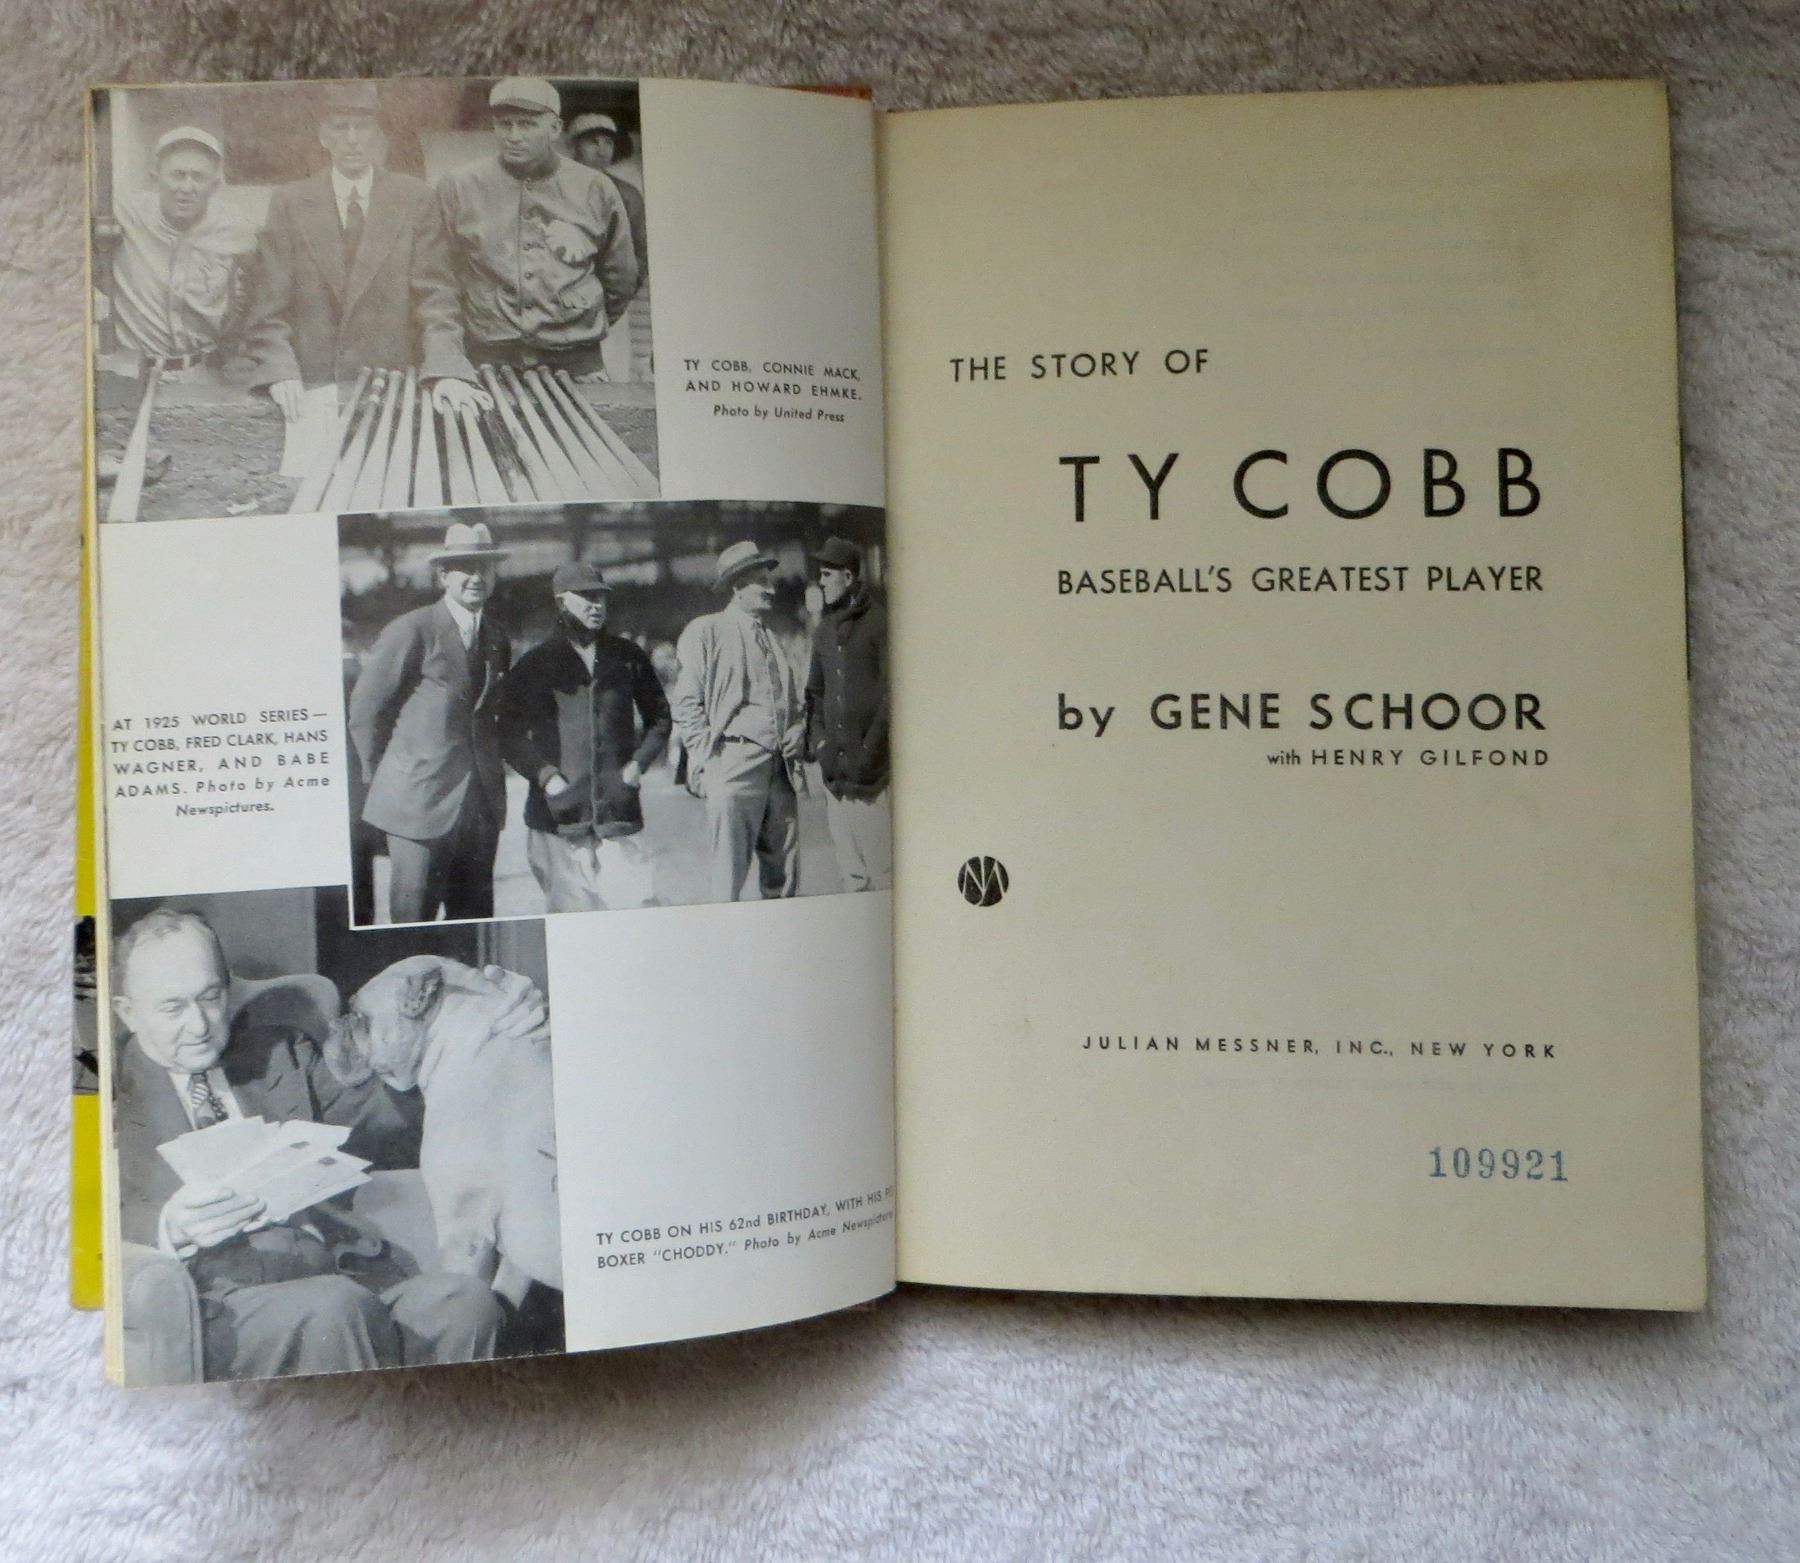 TY COBB, CONNIE MACK,
AND HOWARD EHMKE.
Photo by United Press
AT 1925 WORLD SERIES—
TY COBB, FRED CLARK, HANS
WAGNER, AND BABE
ADAMS. Photo by Acme
Newspictures.
TY COBB ON HIS 62nd BIRTHDAY, WITH HIS
BOXER "CHODDY." Photo by Acme
THE STORY OF
TY COBB
BASEBALL'S GREATEST PLAYER
by GENE SCHOOR
with HENRY GILFOND
JULIAN MESSNER, INC., NEW YORK
109921